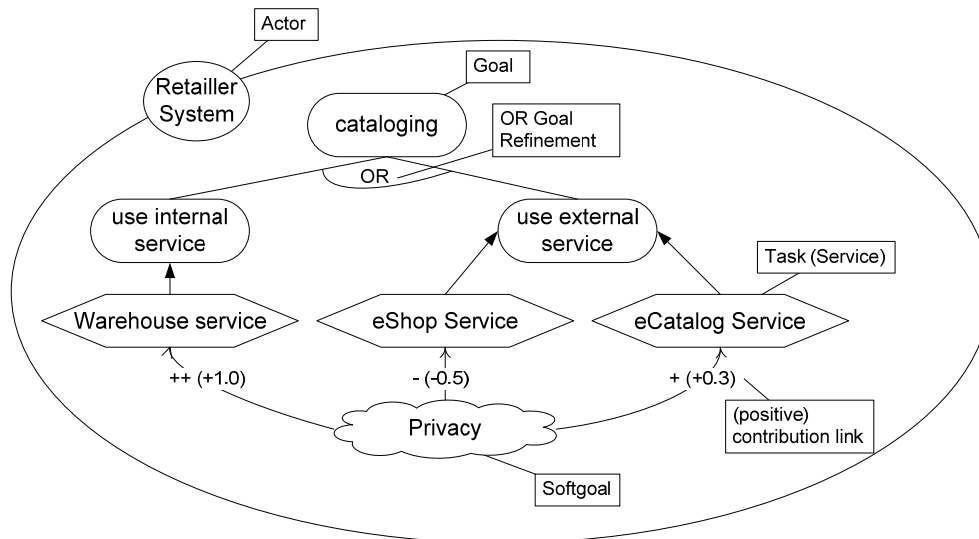 Actor
Retailler
System
Goal
cataloging
OR Goal
Refinement
OR
use internal
service
use external
service
Task (Service)
Warehouse service
eShop Service
eCatalog Service
++ (+1.0)
- (-0.5)
+ (+0.3)
(positive)
contribution link
Privacy
Softgoal